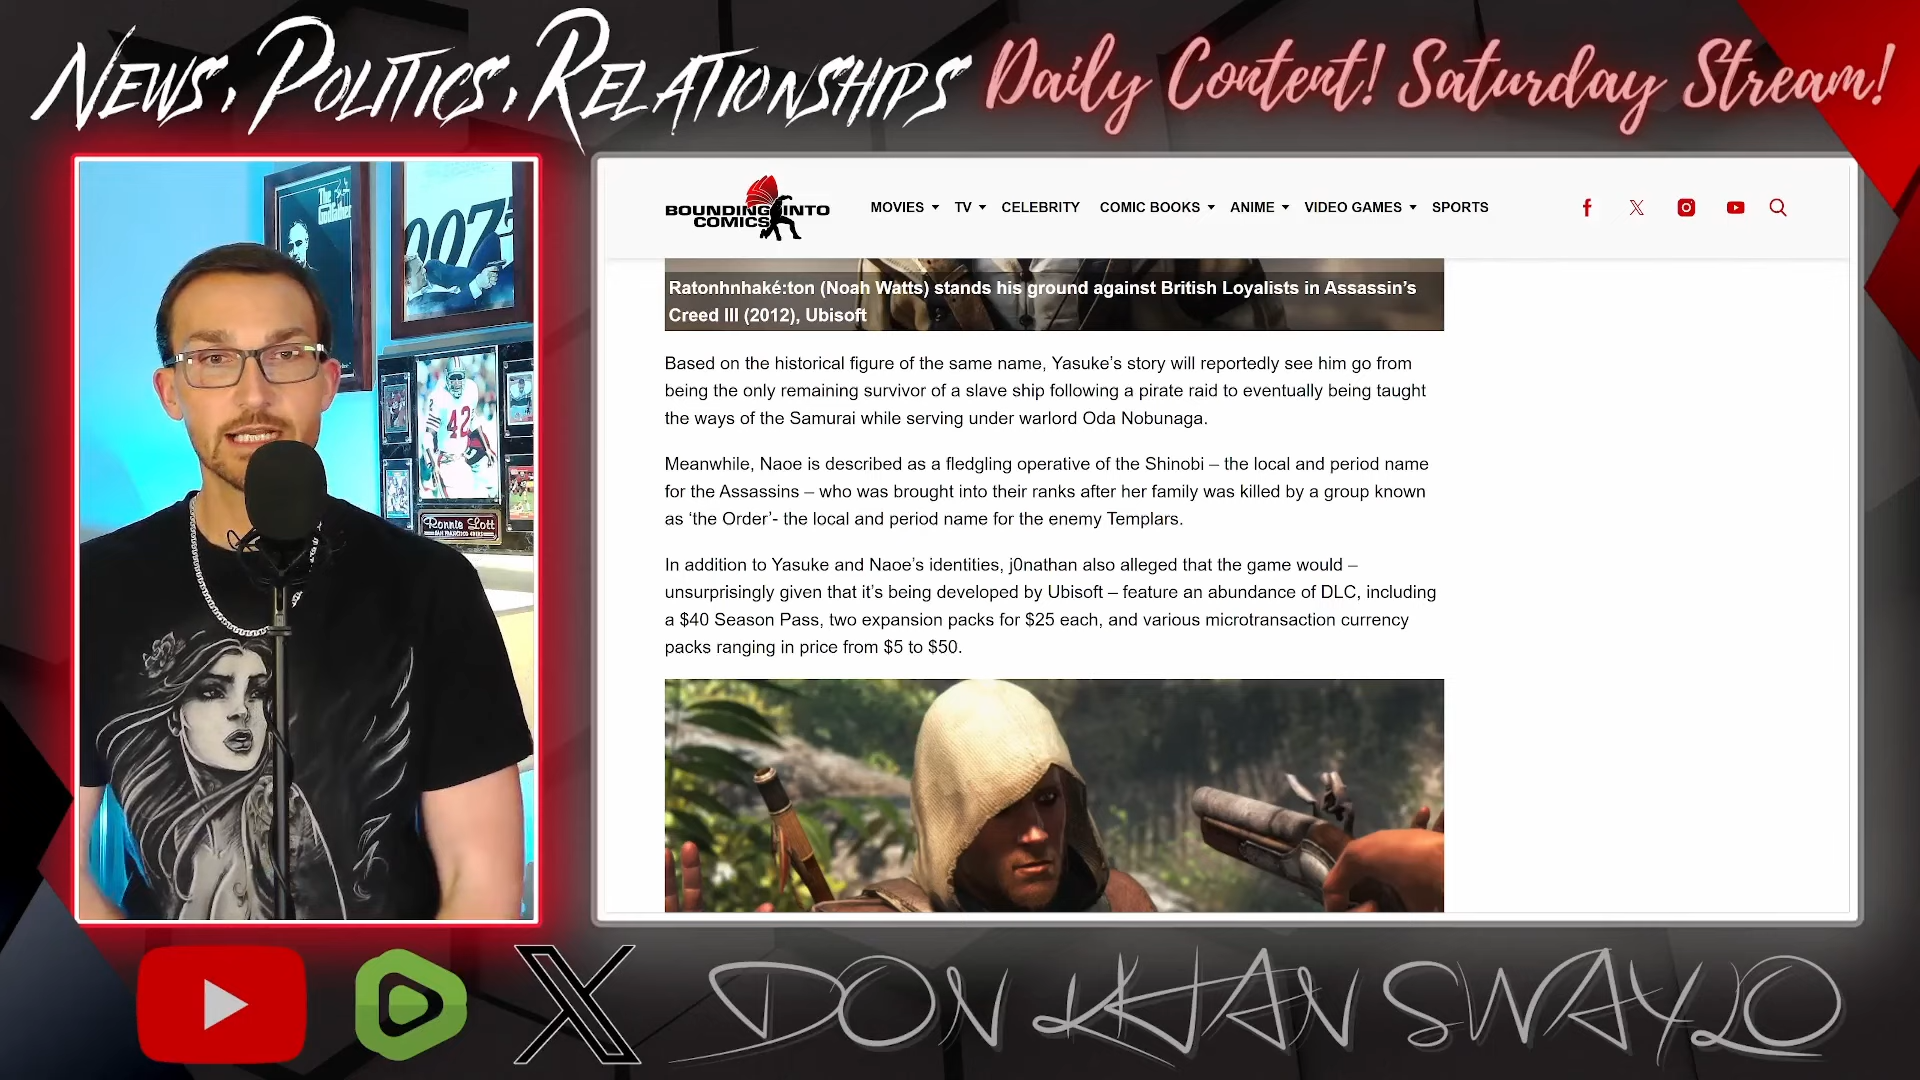 NEWS, POLITICS, RELATIONSHIPS Daily Content! Saturday Stream!
The
Godfather
007
42
Ronnie Lott
BOUNDING INTO
COMICS
MOVIES TV CELEBRITY COMIC BOOKS ANIME VIDEO GAMES SPORTS
Ratonhnhaké:ton (Noah Watts) stands his ground against British Loyalists in Assassin’s
Creed III (2012), Ubisoft
Based on the historical figure of the same name, Yasuke’s story will reportedly see him go from
being the only remaining survivor of a slave ship following a pirate raid to eventually being taught
the ways of the Samurai while serving under warlord Oda Nobunaga.
Meanwhile, Naoe is described as a fledgling operative of the Shinobi – the local and period name
for the Assassins – who was brought into their ranks after her family was killed by a group known
as ‘the Order’- the local and period name for the enemy Templars.
In addition to Yasuke and Naoe’s identities, j0nathan also alleged that the game would –
unsurprisingly given that it’s being developed by Ubisoft – feature an abundance of DLC, including
a $40 Season Pass, two expansion packs for $25 each, and various microtransaction currency
packs ranging in price from $5 to $50.
DON KHAN SWAYLO